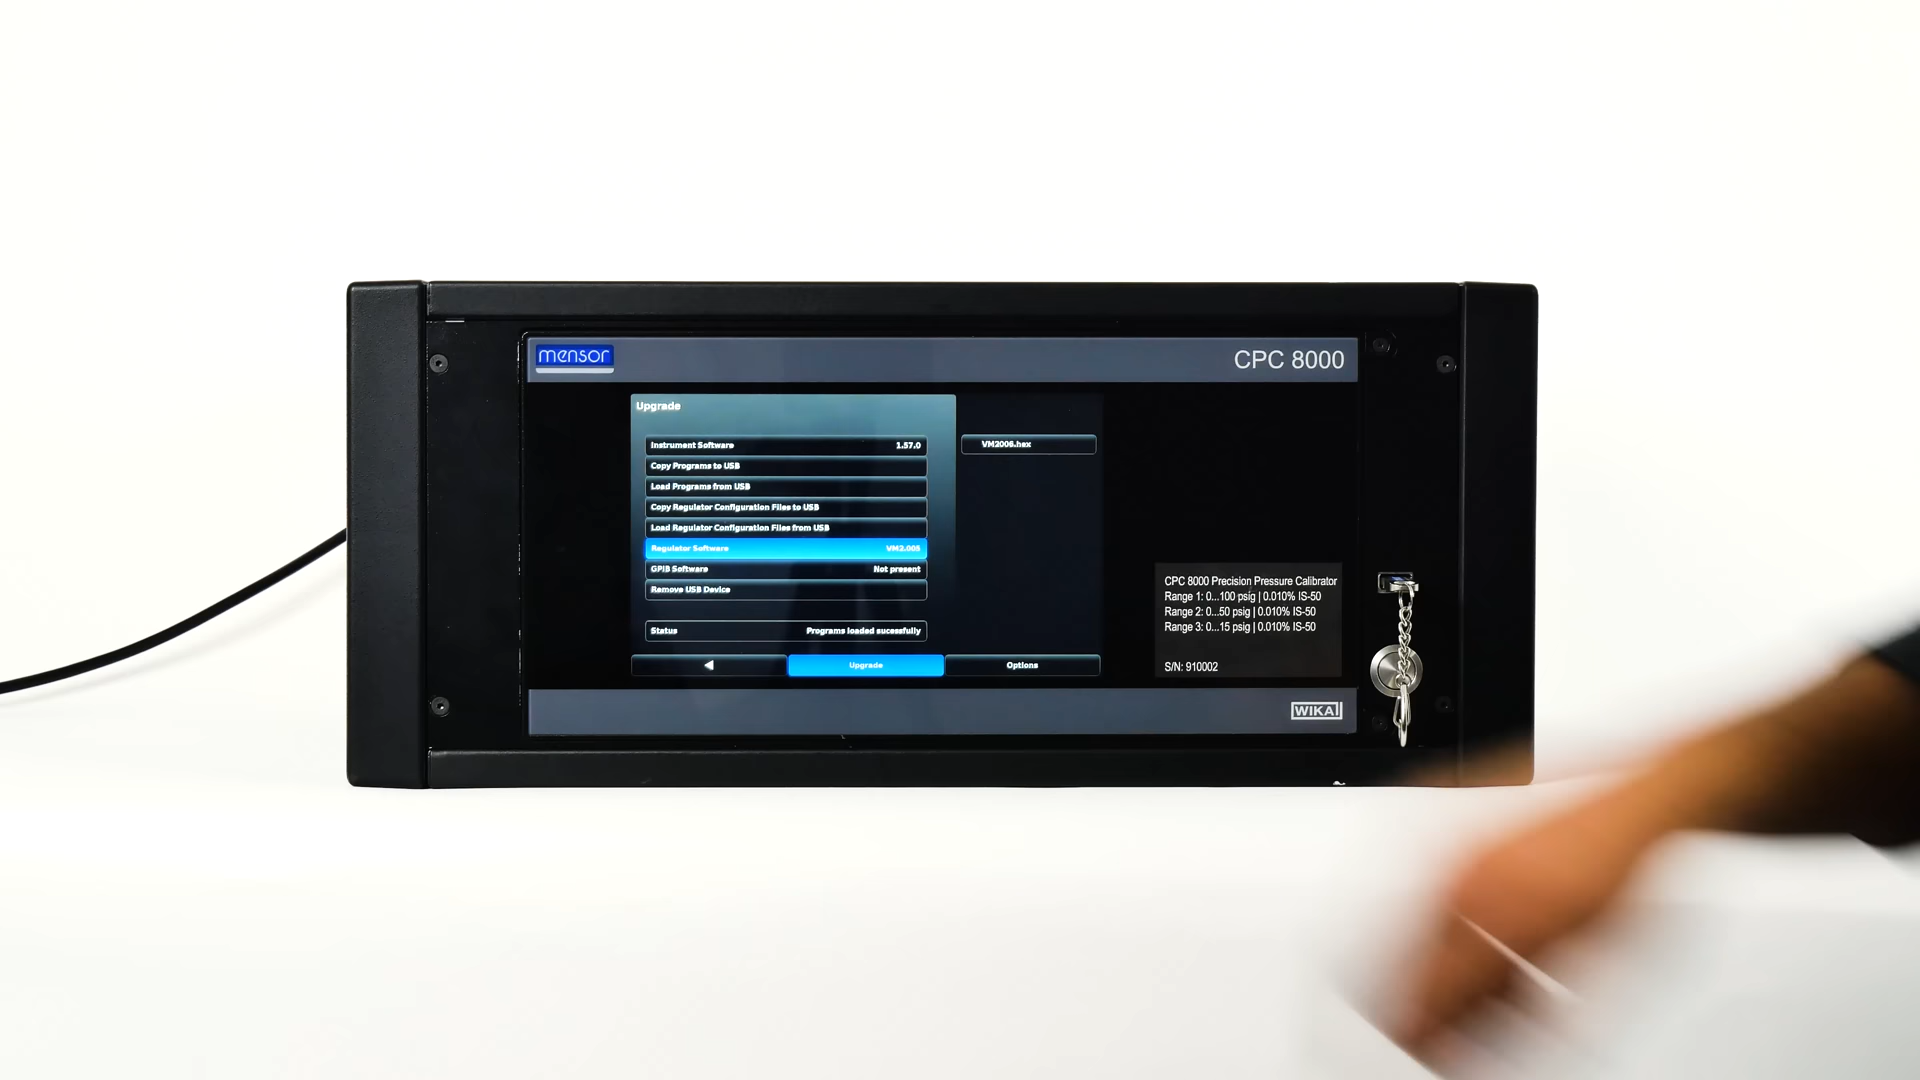 mensor
CPC 8000
Upgrade
Instrument Software 1.57.0
VM2006.hex
Copy Programs to USB
Load Programs from USB
Copy Regulator Configuration Files to USB
Load Regulator Configuration Files from USB
Regulator Software VM2.005
GPIB Software Not present
Remove USB Device
Status Programs loaded sucessfully
Upgrade Options
CPC 8000 Precision Pressure Calibrator
Range 1: 0...100 psig | 0.010% IS-50
Range 2: 0...50 psig | 0.010% IS-50
Range 3: 0...15 psig | 0.010% IS-50
S/N: 910002
WIKA